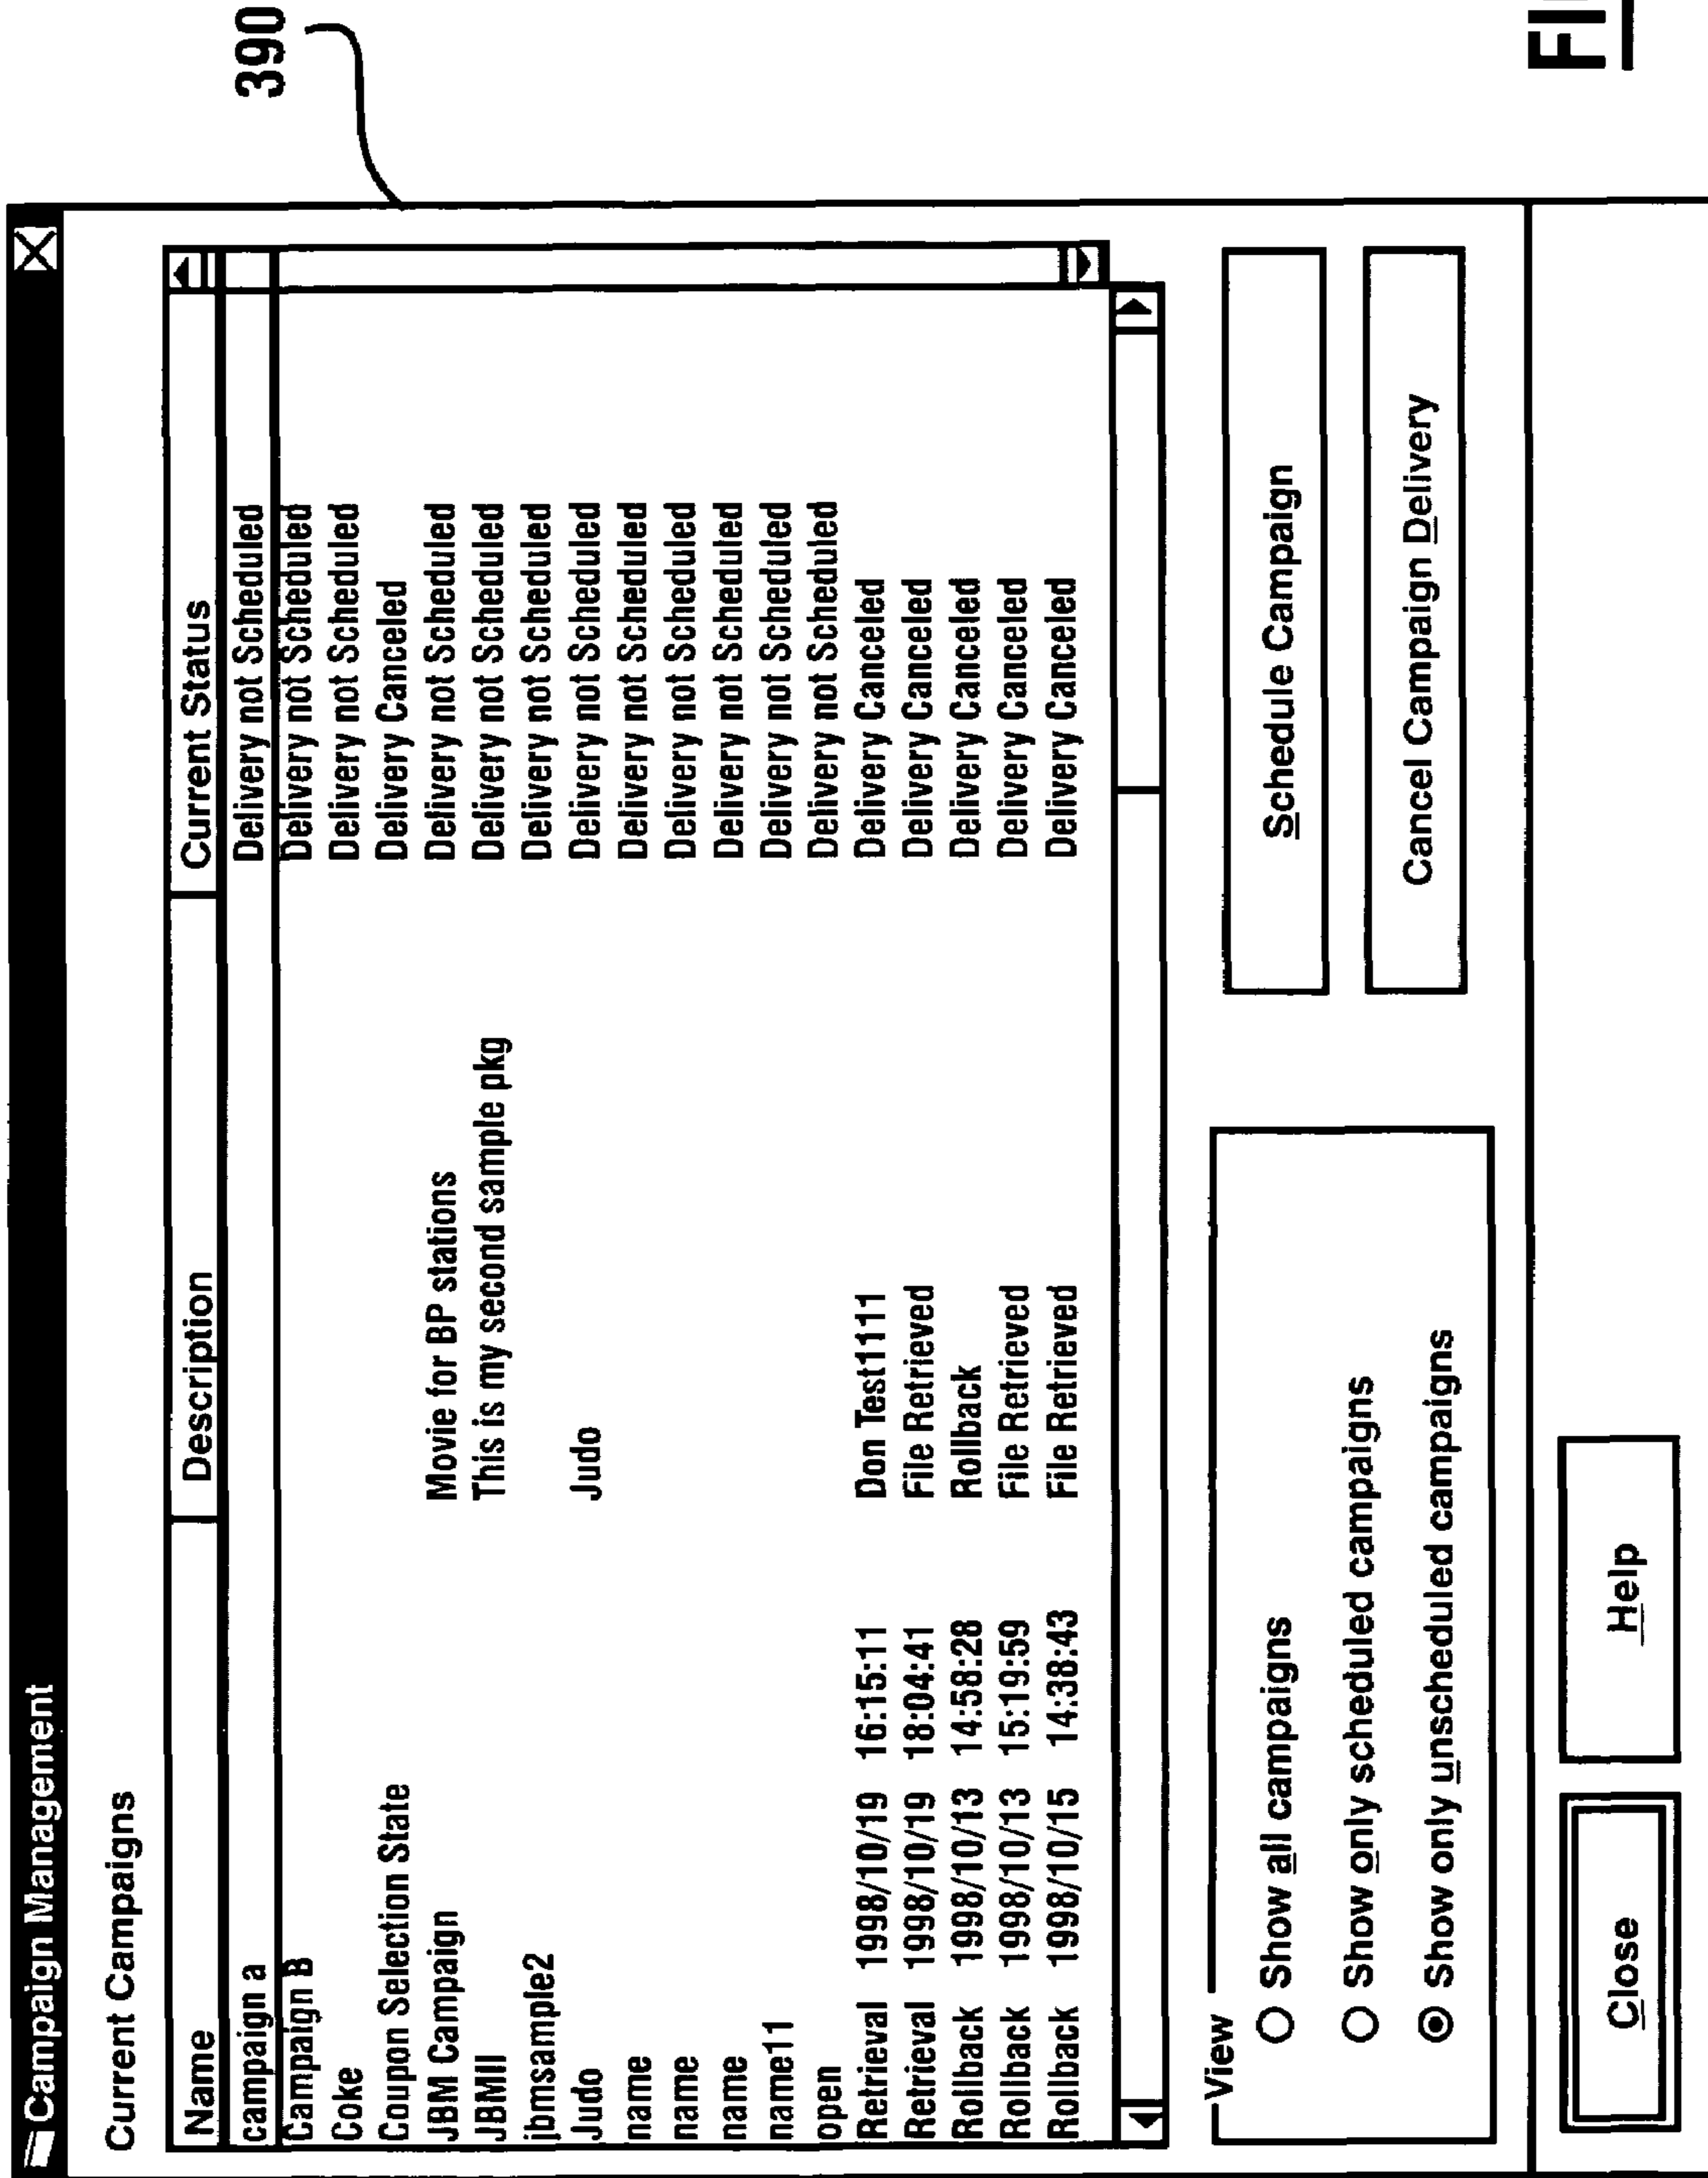 390
Campaign Management
Current Campaigns
Name Description Current Status
campaign a Delivery not Scheduled
Campaign B Delivery not Scheduled
Coke Delivery not Scheduled
Coupon Selection State Delivery Canceled
JBM Campaign Movie for BP stations Delivery not Scheduled
JBMII This is my second sample pkg Delivery not Scheduled
jbmsample2 Delivery not Scheduled
Judo Judo Delivery not Scheduled
name Delivery not Scheduled
name Delivery not Scheduled
name Delivery not Scheduled
name11 Delivery not Scheduled
open Delivery not Scheduled
Retrieval 1998/10/19 16:15:11 Don Test1111 Delivery Canceled
Retrieval 1998/10/19 18:04:41 File Retrieved Delivery Canceled
Rollback 1998/10/13 14:58:28 Rollback Delivery Canceled
Rollback 1998/10/13 15:19:59 File Retrieved Delivery Canceled
Rollback 1998/10/15 14:38:43 File Retrieved Delivery Canceled
View
Show all campaigns
Show only scheduled campaigns
Show only unscheduled campaigns
Schedule Campaign
Cancel Campaign Delivery
Close Help